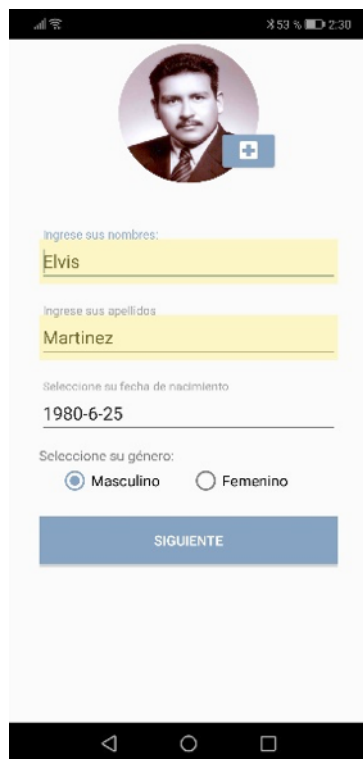 53 % 2:30
Ingrese sus nombres:
Elvis
Ingrese sus apellidos
Martinez
Seleccione su fecha de nacimiento
1980-6-25
Seleccione su género:
Masculino Femenino
SIGUIENTE